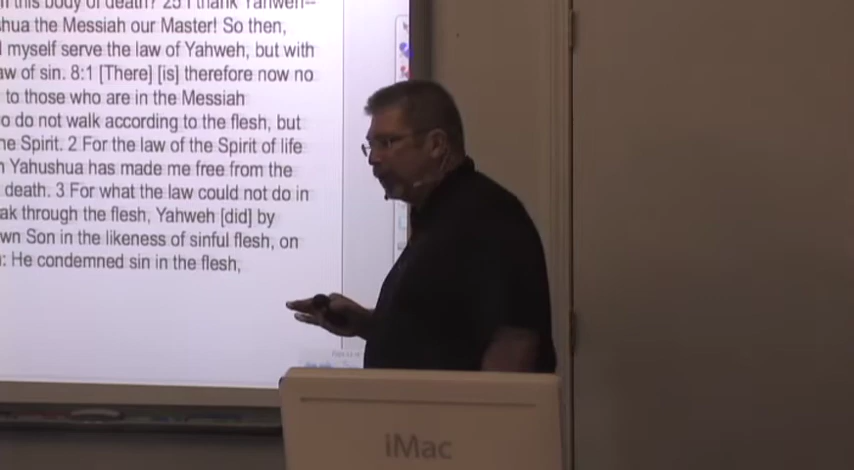 this body of death? 25 I thank Yahweh--
hua the Messiah our Master! So then,
I myself serve the law of Yahweh, but with
aw of sin. 8:1 [There] [is] therefore now no
to those who are in the Messiah
o do not walk according to the flesh, but
he Spirit. 2 For the law of the Spirit of life
n Yahushua has made me free from the
death. 3 For what the law could not do in
ak through the flesh, Yahweh [did] by
wn Son in the likeness of sinful flesh, on
: He condemned sin in the flesh,
iMac